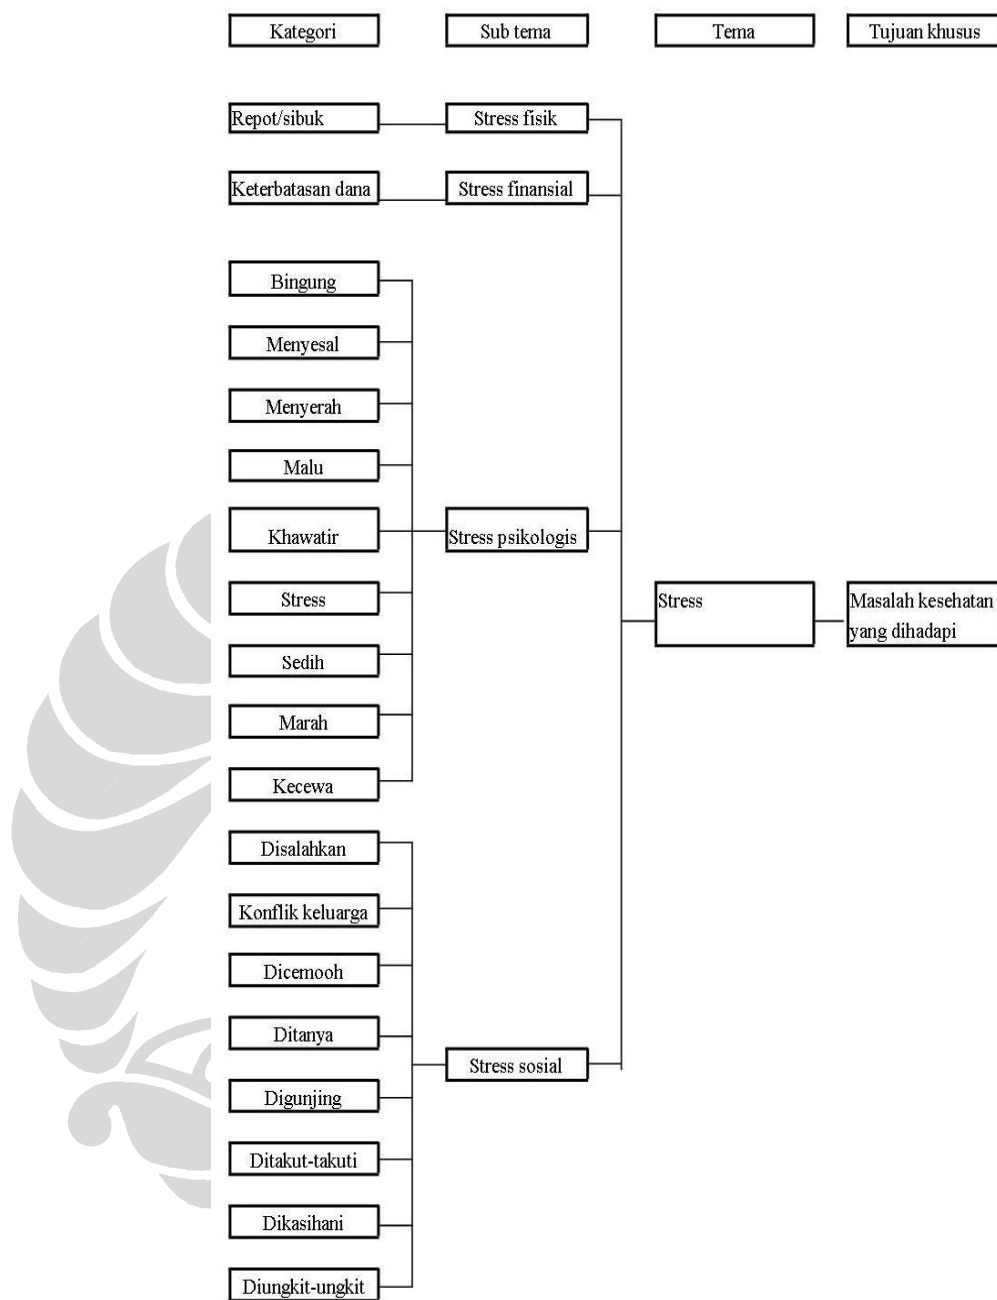 Kategori
Sub tema
Tema
Tujuan khusus
Repot/sibuk
Stress fisik
Keterbatasan dana
Stress finansial
Bingung
Menyesal
Menyerah
Malu
Khawatir
Stress psikologis
Stress
Stress
Masalah kesehatan
yang dihadapi
Sedih
Marah
Kecewa
Disalahkan
Konflik keluarga
Dicemooh
Ditanya
Stress sosial
Digunjing
Ditakut-takuti
Dikasihani
Diungkit-ungkit